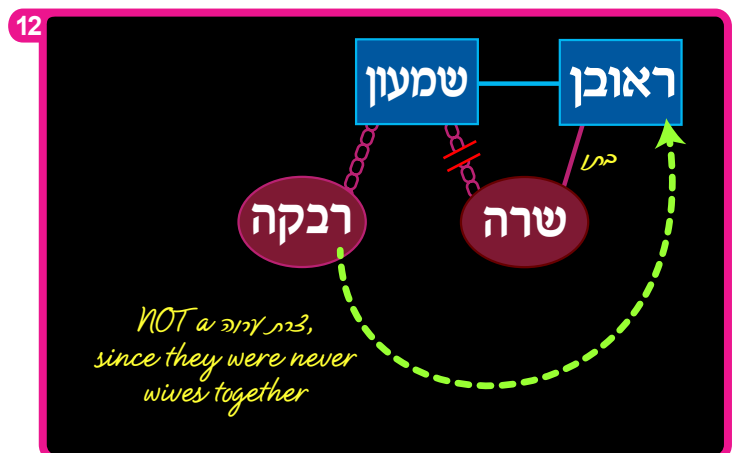 12
שמעון
ראובן
בתו
רבקה
שרה
NOT a צרת ערוה,
since they were never
wives together